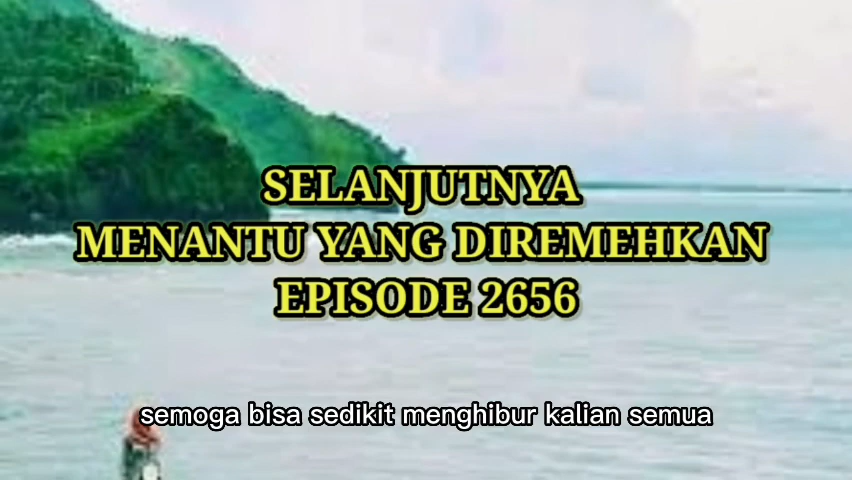 SELANJUTNYA
MENANTU YANG DIREMEHKAN
EPISODE 2656
semoga bisa sedikit menghibur kalian semua